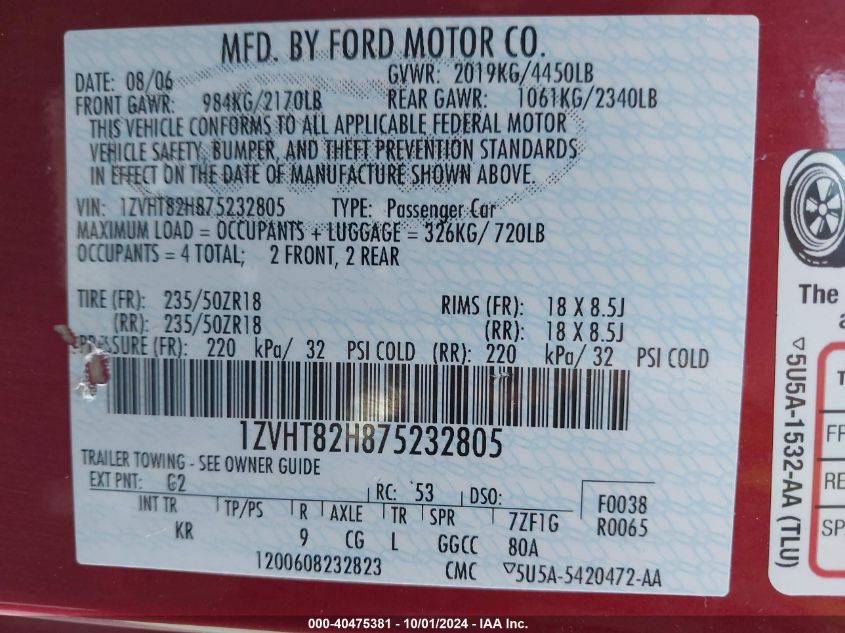 MFD. BY FORD MOTOR CO.
DATE: 08/06 GVWR: 2019KG/4450LB
FRONT GAWR: 984KG/2170LB REAR GAWR: 1061KG/2340LB
THIS VEHICLE CONFORMS TO ALL APPLICABLE FEDERAL MOTOR
VEHICLE SAFETY, BUMPER, AND THEFT PREVENTION STANDARDS
IN EFFECT ON THE DATE OF MANUFACTURE SHOWN ABOVE.
VIN: 1ZVHT82H875232805 TYPE: Passenger Car
MAXIMUM LOAD = OCCUPANTS + LUGGAGE = 326KG/ 720LB
OCCUPANTS = 4 TOTAL; 2 FRONT, 2 REAR
TIRE (FR): 235/50ZR18 RIMS (FR): 18 X 8.5J
(RR): 235/50ZR18 (RR): 18 X 8.5J
PRESSURE (FR): 220 kPa/ 32 PSI COLD (RR): 220 kPa/ 32 PSI COLD
1ZVHT82H875232805
TRAILER TOWING - SEE OWNER GUIDE
EXT PNT: G2 RC: 53 DSO: F0038
INT TR TP/PS R AXLE TR SPR 7ZF1G R0065
KR 9 CG L GGCC 80A
1200608232823 CMC ▽5U5A-5420472-AA
The
▽5U5A-1532-AA (TLU)
FR
RE
SP
000-40475381 - 10/01/2024 - IAA Inc.